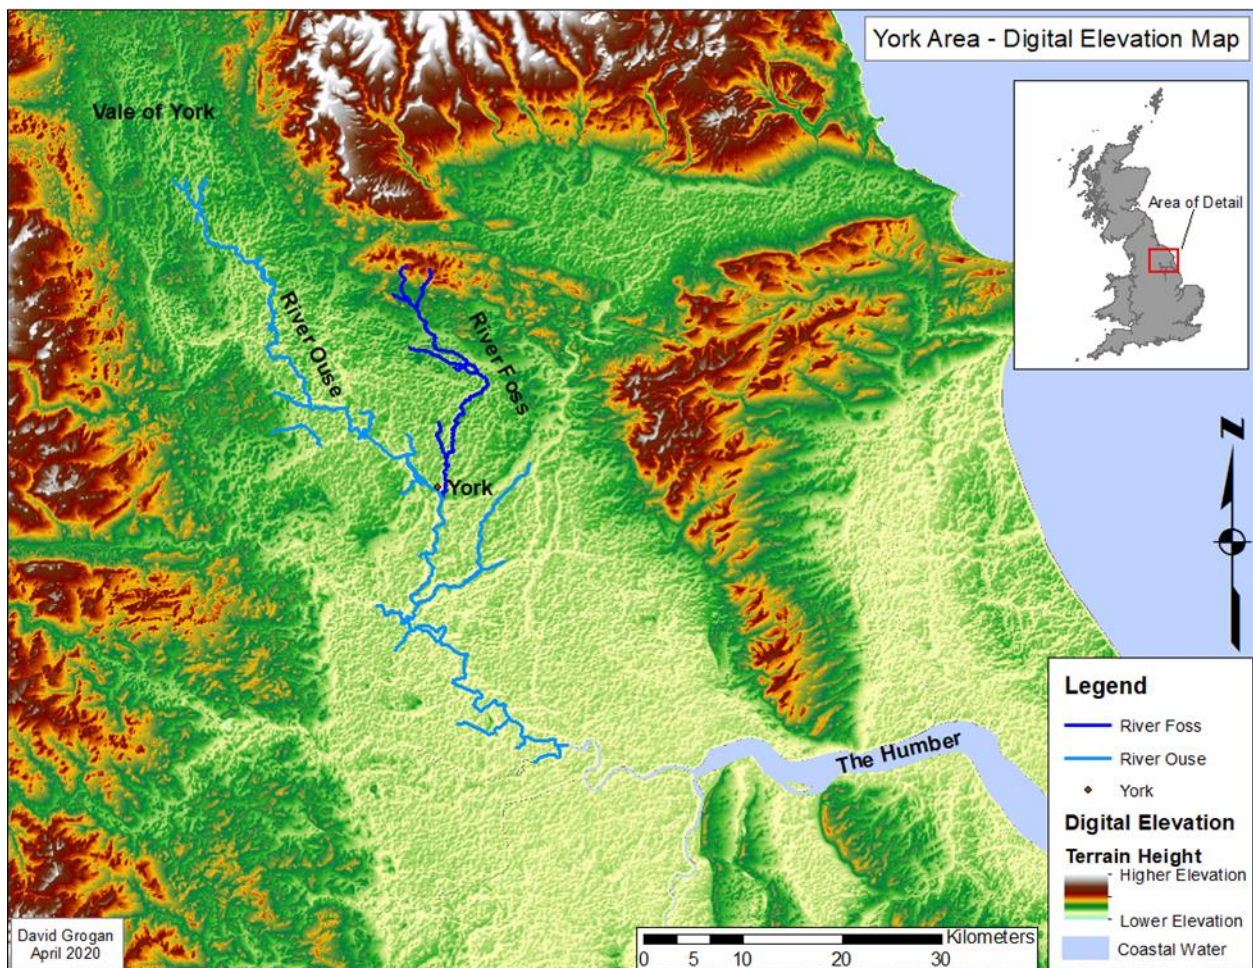 York Area - Digital Elevation Map
Vale of York
Area of Detail
River Ouse
River Foss
York
N
The Humber
Legend
River Foss
River Ouse
York
Digital Elevation
Terrain Height
Higher Elevation
Lower Elevation
Coastal Water
David Grogan
April 2020
Kilometers
0 5 10 20 30